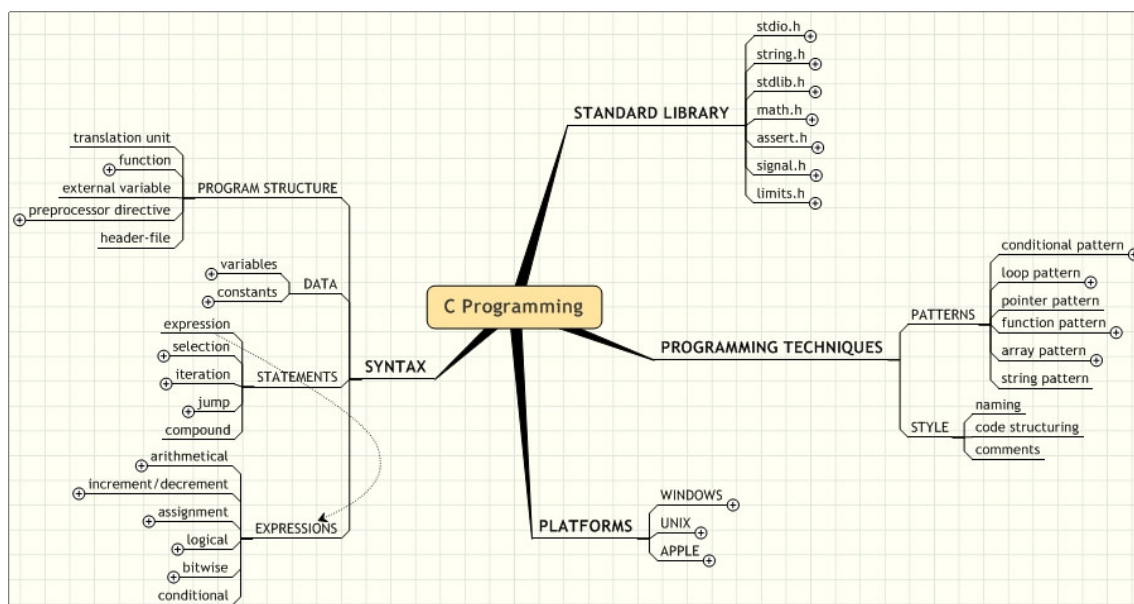 C Programming
STANDARD LIBRARY
stdio.h
string.h
stdlib.h
math.h
assert.h
signal.h
limits.h
PROGRAMMING TECHNIQUES
PATTERNS
conditional pattern
loop pattern
pointer pattern
function pattern
array pattern
string pattern
STYLE
naming
code structuring
comments
PLATFORMS
WINDOWS
UNIX
APPLE
SYNTAX
PROGRAM STRUCTURE
translation unit
function
external variable
preprocessor directive
header-file
DATA
variables
constants
STATEMENTS
expression
selection
iteration
jump
compound
EXPRESSIONS
arithmetical
increment/decrement
assignment
logical
bitwise
conditional